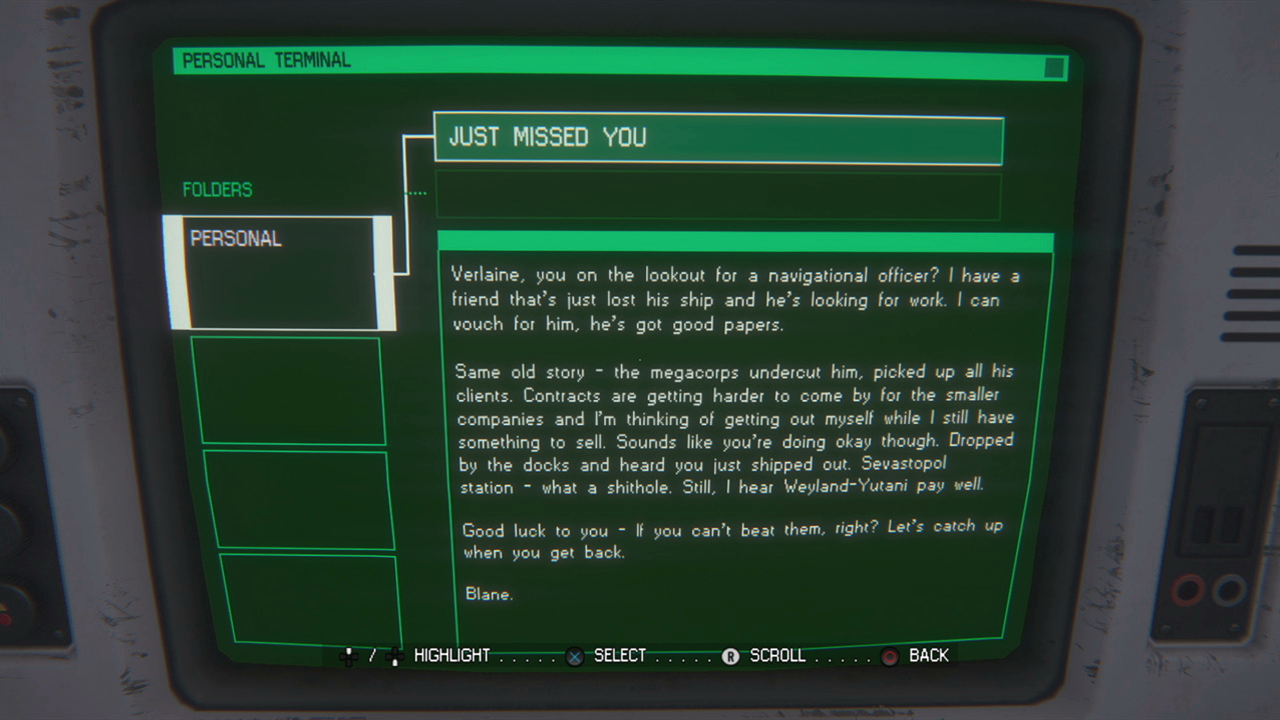 PERSONAL TERMINAL
JUST MISSED YOU
FOLDERS
PERSONAL
Verlaine, you on the lookout for a navigational officer? I have a
friend that's just lost his ship and he's looking for work. I can
vouch for him, he's got good papers.
Same old story - the megacorps undercut him, picked up all his
clients. Contracts are getting harder to come by for the smaller
companies and I'm thinking of getting out myself while I still have
something to sell. Sounds like you're doing okay though. Dropped
by the docks and heard you just shipped out. Sevastopol
station - what a shithole. Still, I hear Weyland-Yutani pay well.
Good luck to you - If you can't beat them, right? Let's catch up
when you get back.
Blane.
/ HIGHLIGHT ..... SELECT ..... R SCROLL ..... BACK